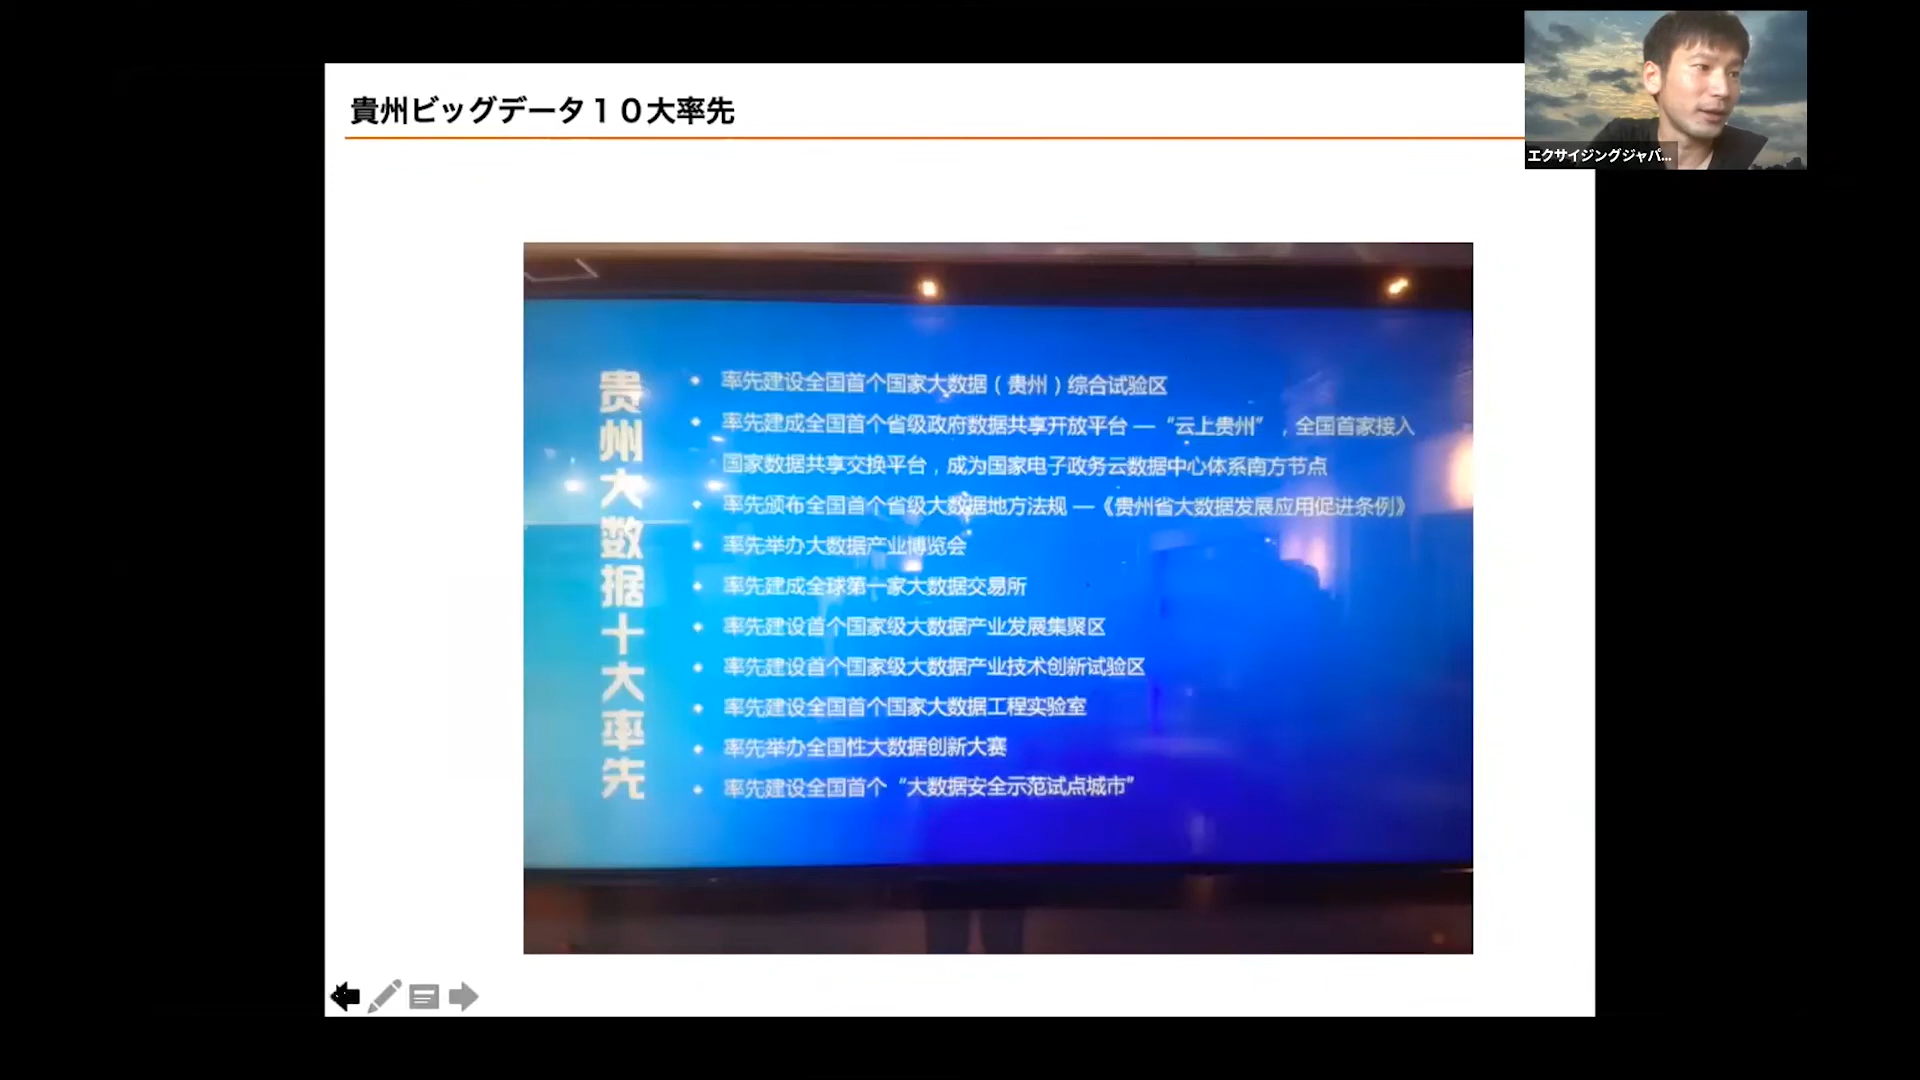 貴州ビッグデータ１０大率先
エクサイジングジャパ...
贵州大数据十大率先
• 率先建设全国首个国家大数据（贵州）综合试验区
• 率先建成全国首个省级政府数据共享开放平台 —“云上贵州”，全国首家接入
国家数据共享交换平台，成为国家电子政务云数据中心体系南方节点
• 率先颁布全国首个省级大数据地方法规 —《贵州省大数据发展应用促进条例》
• 率先举办大数据产业博览会
• 率先建成全球第一家大数据交易所
• 率先建设首个国家级大数据产业发展集聚区
• 率先建设首个国家级大数据产业技术创新试验区
• 率先建设全国首个国家大数据工程实验室
• 率先举办全国性大数据创新大赛
• 率先建设全国首个“大数据安全示范试点城市”